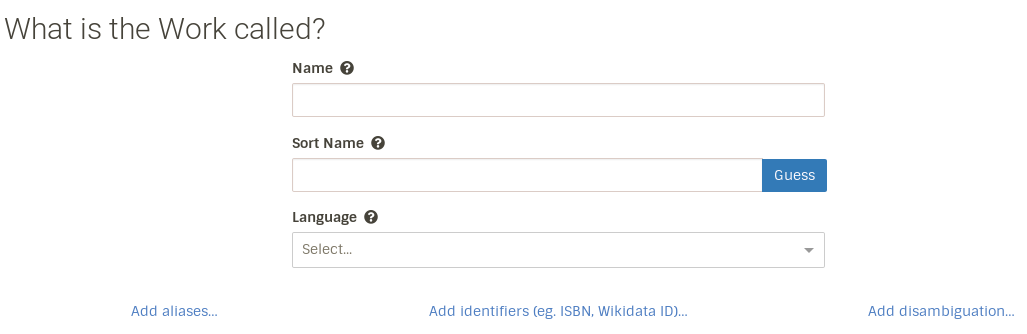 What is the Work called?
Name
Sort Name
Guess
Language
Select...
Add aliases... Add identifiers (eg. ISBN, Wikidata ID)... Add disambiguation...